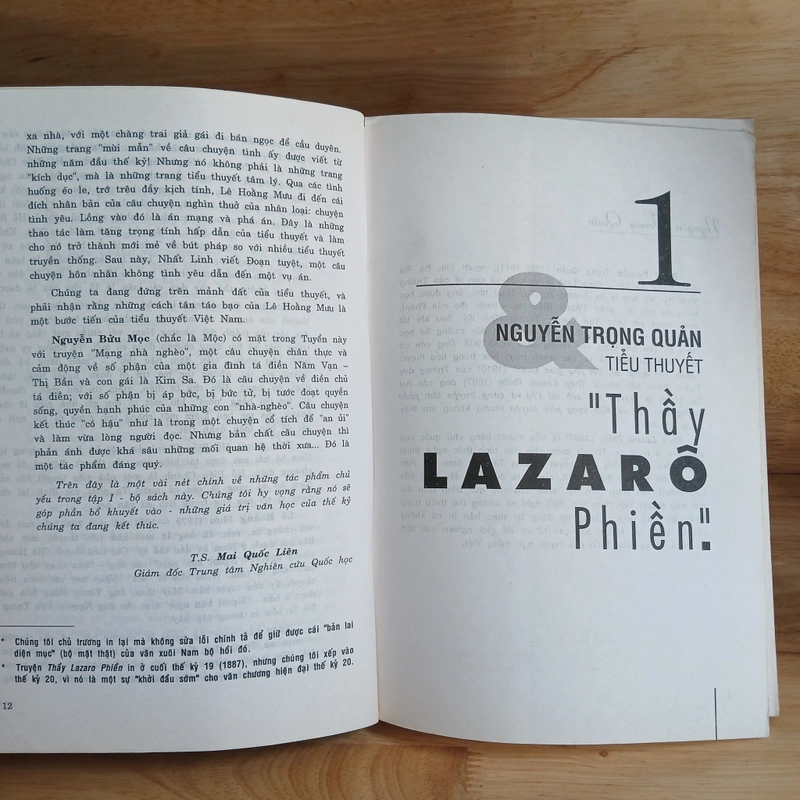 xa nhà, với một chàng trai giả gái đi bán ngọc để cầu duyên.
Những trang "mùi mẫn" về câu chuyện tình ấy được viết từ
những năm đầu thế kỷ! Nhưng nó không phải là những trang
"kích dục", mà là những trang tiểu thuyết tâm lý. Qua các tình
huống éo le, trớ trêu đầy kịch tính, Lê Hoằng Mưu đi đến cái
đích nhân bản của câu chuyện nghìn thuở của nhân loại: chuyện
tình yêu. Lồng vào đó là án mạng và phá án. Đây là những
thao tác làm tăng trọng tính hấp dẫn của tiểu thuyết và làm
cho nó trở thành mới mẻ về bút pháp so với nhiều tiểu thuyết
truyền thống. Sau này, Nhất Linh viết Đoạn tuyệt, một câu
chuyện hôn nhân không tình yêu dẫn đến một vụ án.
Chúng ta đang đứng trên mảnh đất của tiểu thuyết, và
phải nhận rằng những cách tân táo bạo của Lê Hoằng Mưu là
một bước tiến của tiểu thuyết Việt Nam.
Nguyễn Bửu Mọc (chắc là Mộc) có mặt trong Tuyển này
với truyện "Mạng nhà nghèo", một câu chuyện chân thực và
cảm động về số phận của một gia đình tá điền Năm Vạn –
Thị Bần và con gái là Kim Sa. Đó là câu chuyện về điền chủ
tá điền; với số phận bị áp bức, bị bức tử, bị tước đoạt quyền
sống, quyền hạnh phúc của những con "nhà-nghèo". Câu chuyện
kết thúc "có hậu" như là trong một chuyện cổ tích để "an ủi"
và làm vừa lòng người đọc. Nhưng bản chất câu chuyện thì
phản ánh được khá sâu những mối quan hệ thời xưa... Đó là
một tác phẩm đáng quý.
Trên đây là một vài nét chính về những tác phẩm chủ
yếu trong tập I - bộ sách này. Chúng tôi hy vọng rằng nó sẽ
góp phần bổ khuyết vào - những giá trị văn học của thế kỷ
chúng ta đang kết thúc.
T.S. Mai Quốc Liên
Giám đốc Trung tâm Nghiên cứu Quốc học
* Chúng tôi chủ trương in lại mà không sửa lỗi chính tả để giữ được cái "bản lai
diện mục" (bộ mặt thật) của văn xuôi Nam bộ hồi đó.
* Truyện Thầy Lazaro Phiền in ở cuối thế kỷ 19 (1887), nhưng chúng tôi xếp vào
thế kỷ 20, vì nó là một sự "khởi đầu sớm" cho văn chương hiện đại thế kỷ 20.
12
1
&
NGUYỄN TRỌNG QUẢN
TIỂU THUYẾT
"Thầy
LAZARÔ
Phiền".